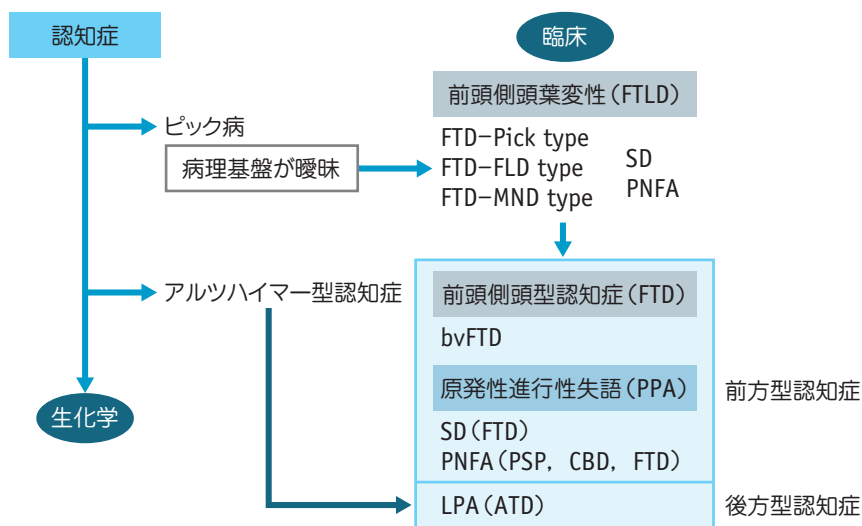 認知症
臨床
前頭側頭葉変性(FTLD)
ピック病
病理基盤が曖昧
FTD-Pick type
FTD-FLD type
FTD-MND type
SD
PNFA
アルツハイマー型認知症
前頭側頭型認知症(FTD)
bvFTD
原発性進行性失語(PPA)
前方型認知症
生化学
SD(FTD)
PNFA(PSP, CBD, FTD)
LPA(ATD)
後方型認知症